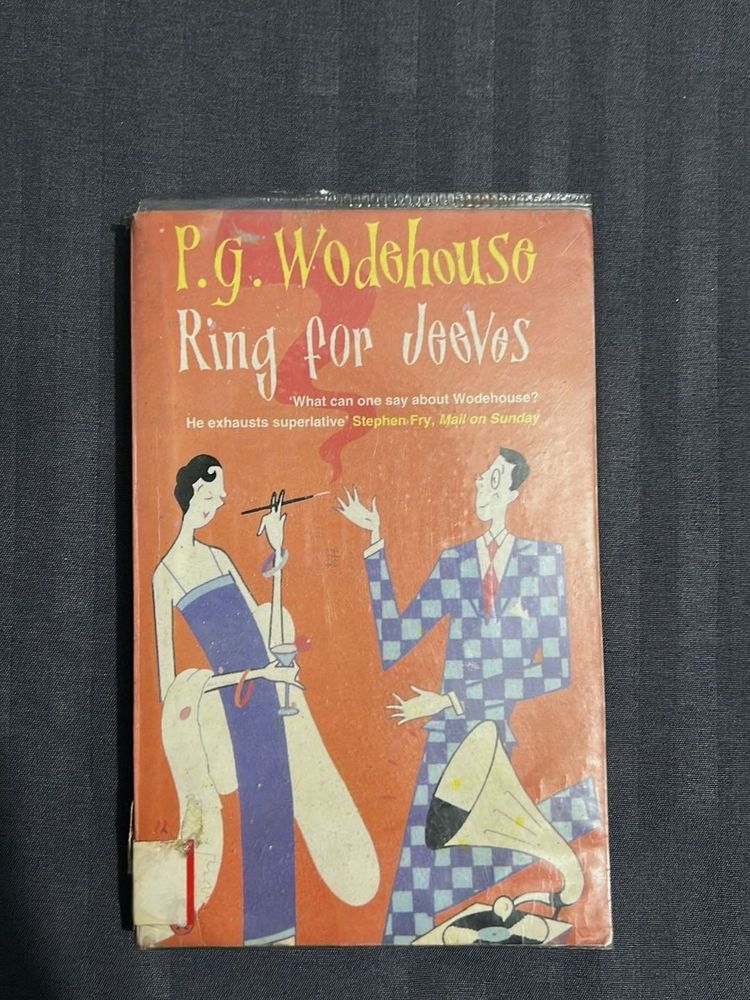 P.G. Wodehouse
Ring for Jeeves
'What can one say about Wodehouse?
He exhausts superlative' Stephen Fry, Mail on Sunday